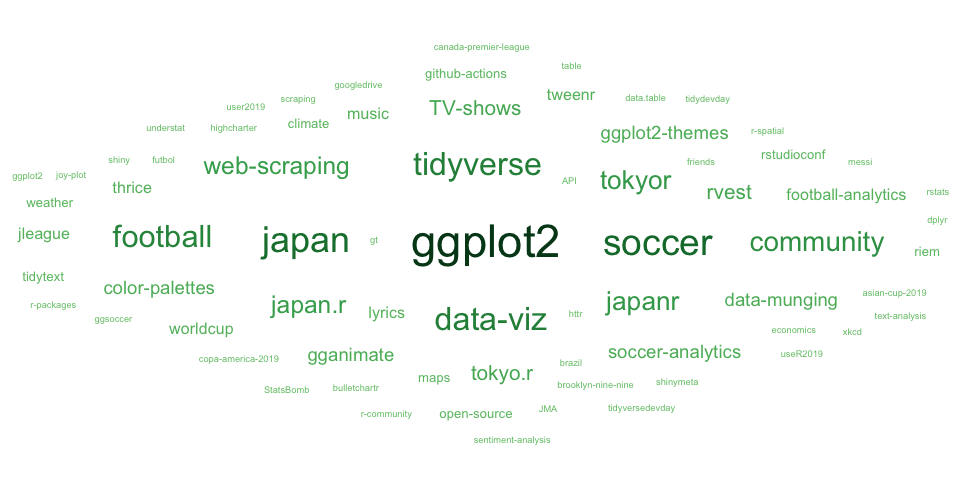 canada-premier-league
github-actions table
googledrive
scraping tweenr
user2019 music TV-shows data.table tidydevday
understat highcharter climate ggplot2-themes r-spatial
shiny futbol web-scraping tidyverse friends rstudioconf messi
ggplot2 joy-plot thrice API tokyor rvest football-analytics rstats
weather
jleague football japan gt ggplot2 soccer community dplyr
riem
tidytext color-palettes
r-packages japan.r lyrics japanr data-munging asian-cup-2019
ggsoccer worldcup data-viz httr economics xkcd text-analysis
copa-america-2019 gganimate soccer-analytics useR2019
StatsBomb bulletchartr maps tokyo.r brazil brooklyn-nine-nine shinymeta
r-community open-source JMA tidyversedevday
sentiment-analysis